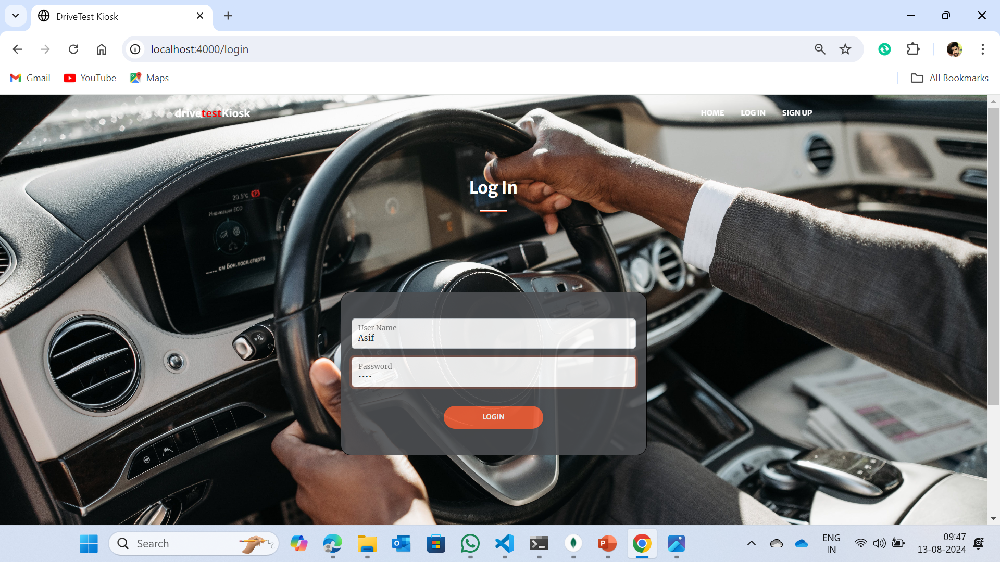 DriveTest Kiosk
localhost:4000/login
Gmail
YouTube
Maps
All Bookmarks
drivetestKiosk
HOME
LOG IN
SIGN UP
Log In
20.5°C
Индикация ECO
---- км Бон.посл.старта
User Name
Asif
Password
····
LOGIN
Search
ENG
IN
09:47
13-08-2024